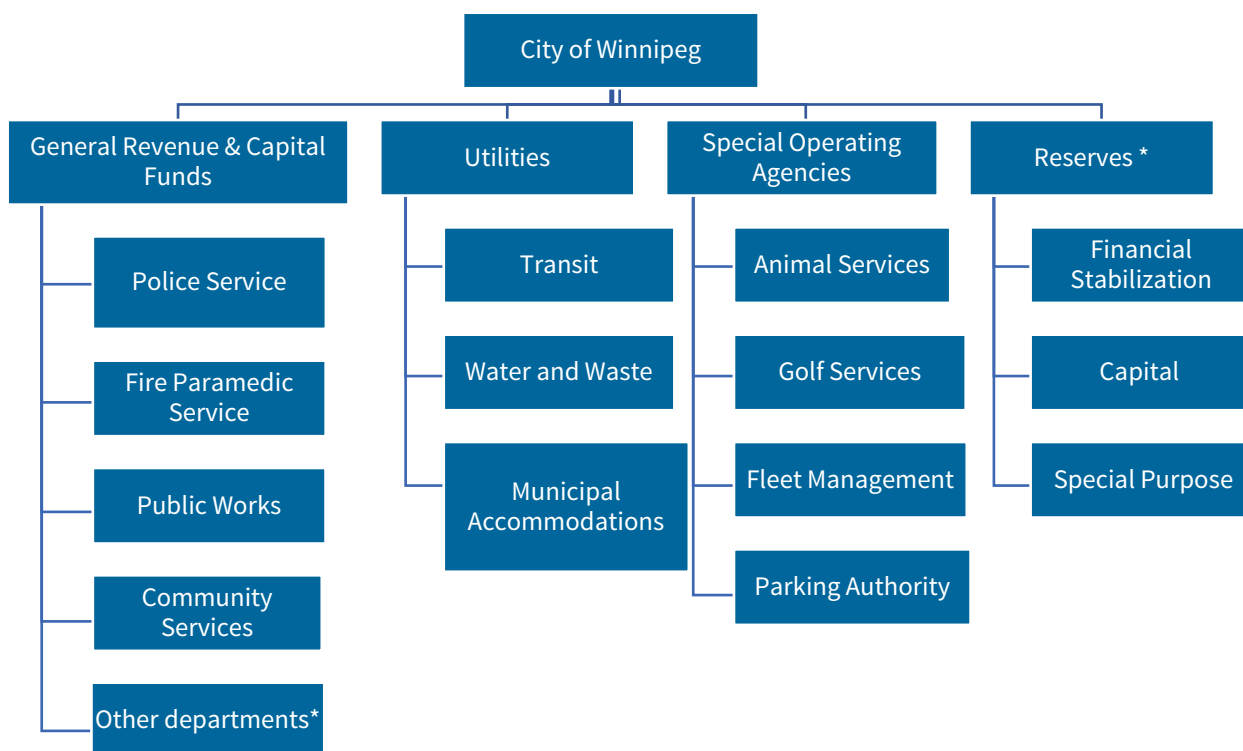 City of Winnipeg
General Revenue & Capital
Funds
Police Service
Fire Paramedic
Service
Public Works
Community
Services
Other departments*
Utilities
Transit
Water and Waste
Municipal
Accommodations
Special Operating
Agencies
Animal Services
Golf Services
Fleet Management
Parking Authority
Reserves *
Financial
Stabilization
Capital
Special Purpose